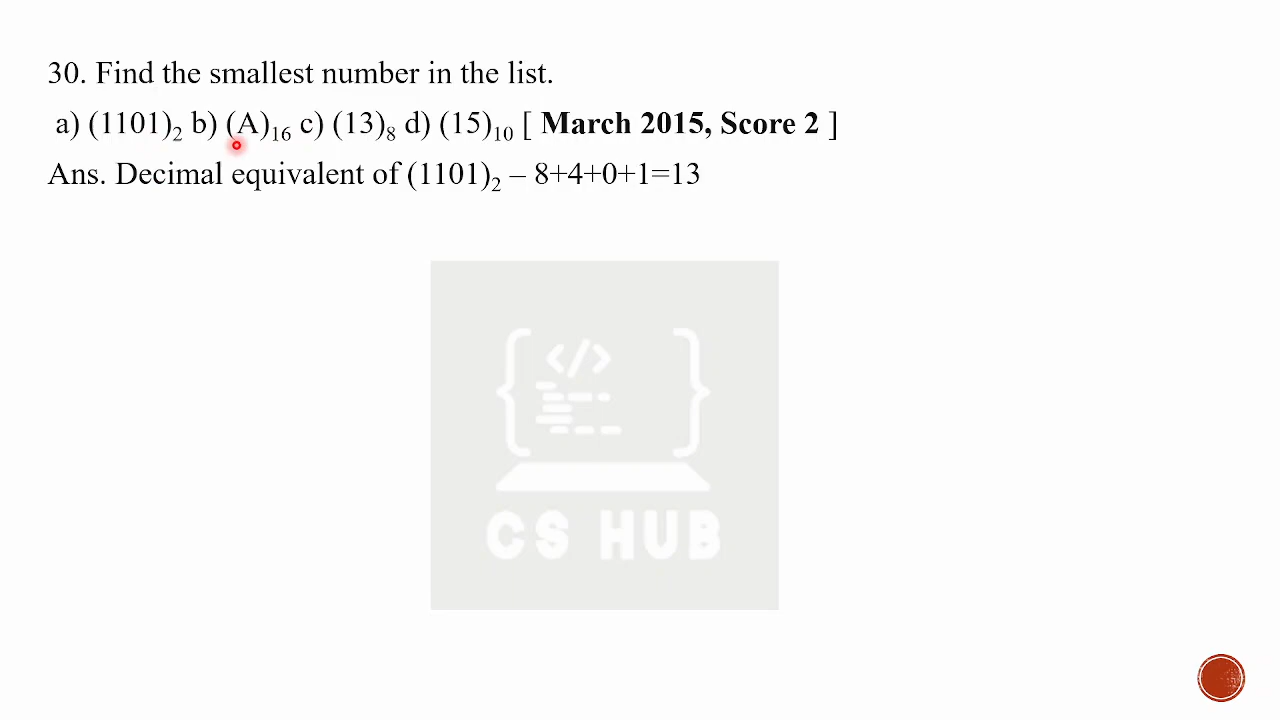 30. Find the smallest number in the list.
a) (1101)₂ b) (A)₁₆ c) (13)₈ d) (15)₁₀ [ March 2015, Score 2 ]
Ans. Decimal equivalent of (1101)₂ – 8+4+0+1=13
</>
CS HUB